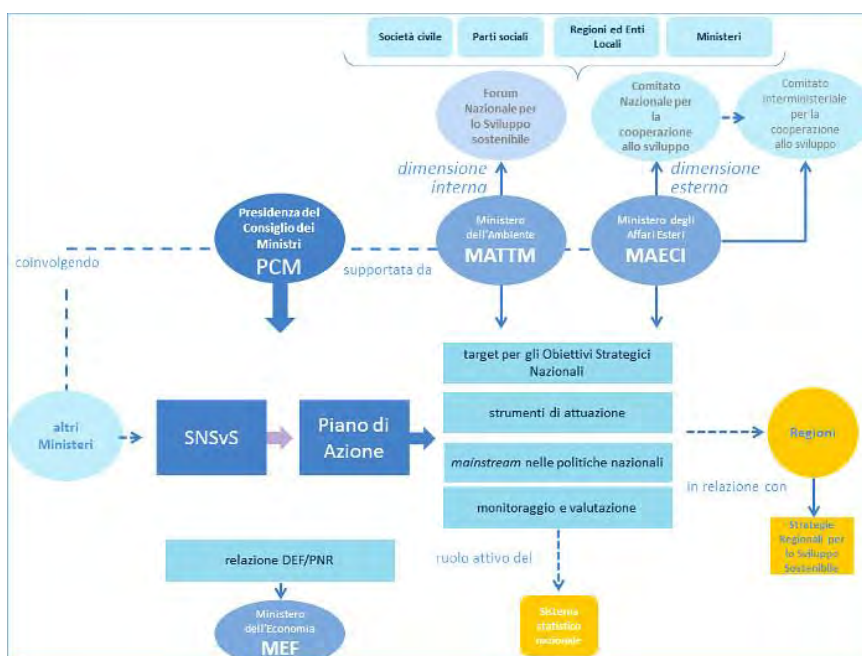 Società civile
Parti sociali
Regioni ed Enti
Locali
Ministeri
Forum
Nazionale per
lo Sviluppo
sostenibile
Comitato
Nazionale per
la
cooperazione
allo sviluppo
Comitato
interministeriale
per la
cooperazione
allo sviluppo
dimensione
interna
dimensione
esterna
Presidenza del
Consiglio dei
Ministri
PCM
Ministero
dell'Ambiente
MATTM
Ministero degli
Affari Esteri
MAECI
coinvolgendo
supportata da
target per gli Obiettivi Strategici
Nazionali
altri
Ministeri
SNSvS
Piano di
Azione
strumenti di attuazione
mainstream nelle politiche nazionali
monitoraggio e valutazione
Regioni
in relazione con
Strategie
Regionali per
lo Sviluppo
Sostenibile
relazione DEF/PNR
ruolo attivo del
Ministero
dell'Economia
MEF
Sistema
statistico
nazionale